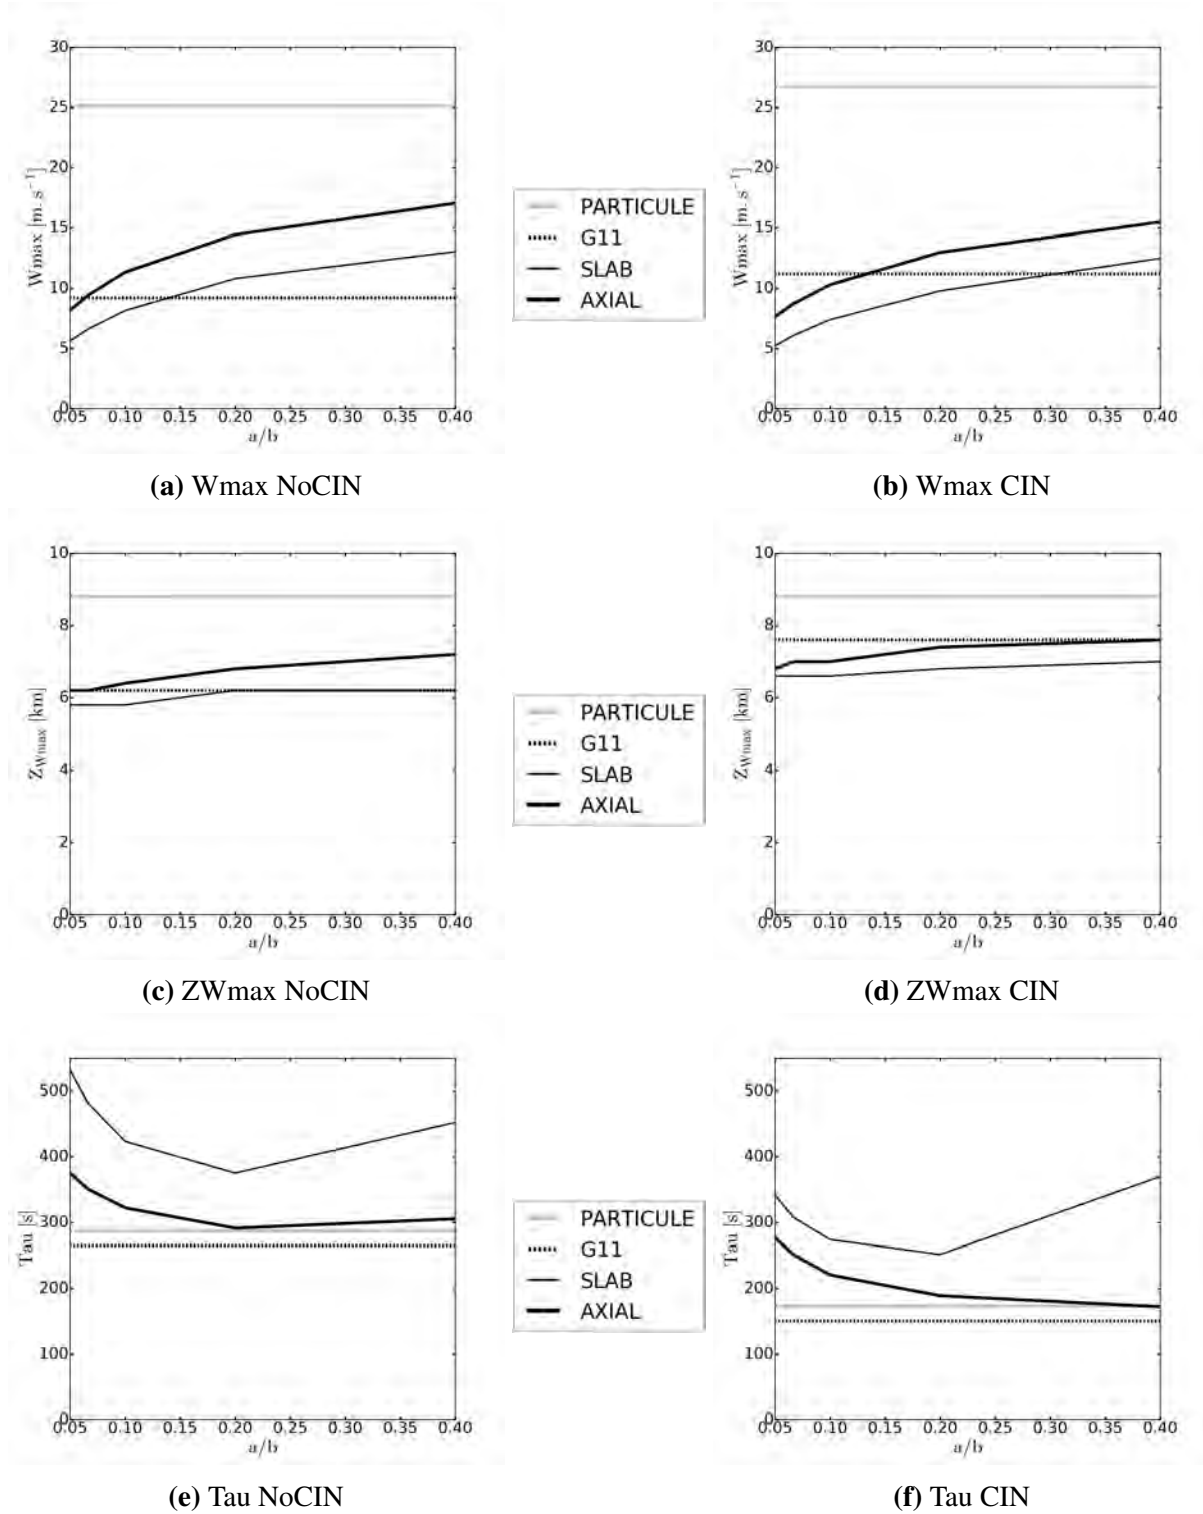 30
25
20
15
10
5
0
Wmax [m.s⁻¹]
0.05 0.10 0.15 0.20 0.25 0.30 0.35 0.40
a/b
(a) Wmax NoCIN
PARTICULE
G11
SLAB
AXIAL
30
25
20
15
10
5
0
Wmax [m.s⁻¹]
0.05 0.10 0.15 0.20 0.25 0.30 0.35 0.40
a/b
(b) Wmax CIN
10
8
6
4
2
0
Z_Wmax [km]
0.05 0.10 0.15 0.20 0.25 0.30 0.35 0.40
a/b
(c) ZWmax NoCIN
PARTICULE
G11
SLAB
AXIAL
10
8
6
4
2
0
Z_Wmax [km]
0.05 0.10 0.15 0.20 0.25 0.30 0.35 0.40
a/b
(d) ZWmax CIN
500
400
300
200
100
0
Tau [s]
0.05 0.10 0.15 0.20 0.25 0.30 0.35 0.40
a/b
(e) Tau NoCIN
PARTICULE
G11
SLAB
AXIAL
500
400
300
200
100
0
Tau [s]
0.05 0.10 0.15 0.20 0.25 0.30 0.35 0.40
a/b
(f) Tau CIN